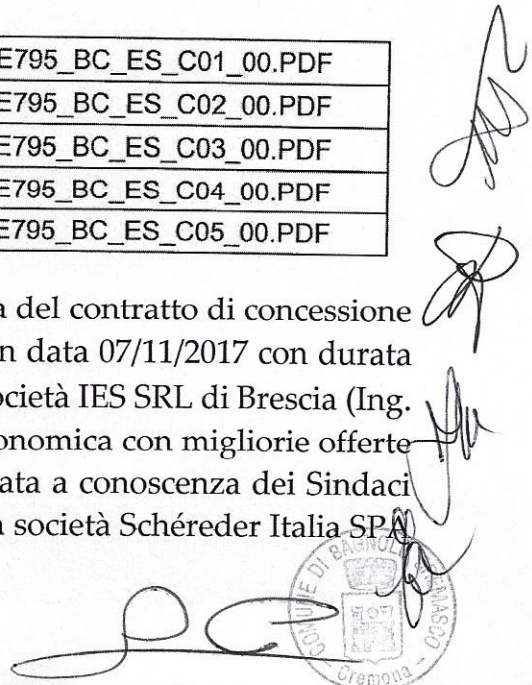 E795_BC_ES_C01_00.PDF
E795_BC_ES_C02_00.PDF
E795_BC_ES_C03_00.PDF
E795_BC_ES_C04_00.PDF
E795_BC_ES_C05_00.PDF
a del contratto di concessione
n data 07/11/2017 con durata
ocietà IES SRL di Brescia (Ing.
onomica con migliorie offerte
ata a conoscenza dei Sindaci
a società Schéreder Italia SPA
COMUNE DI BAGNOLO CREMASCO
Cremona